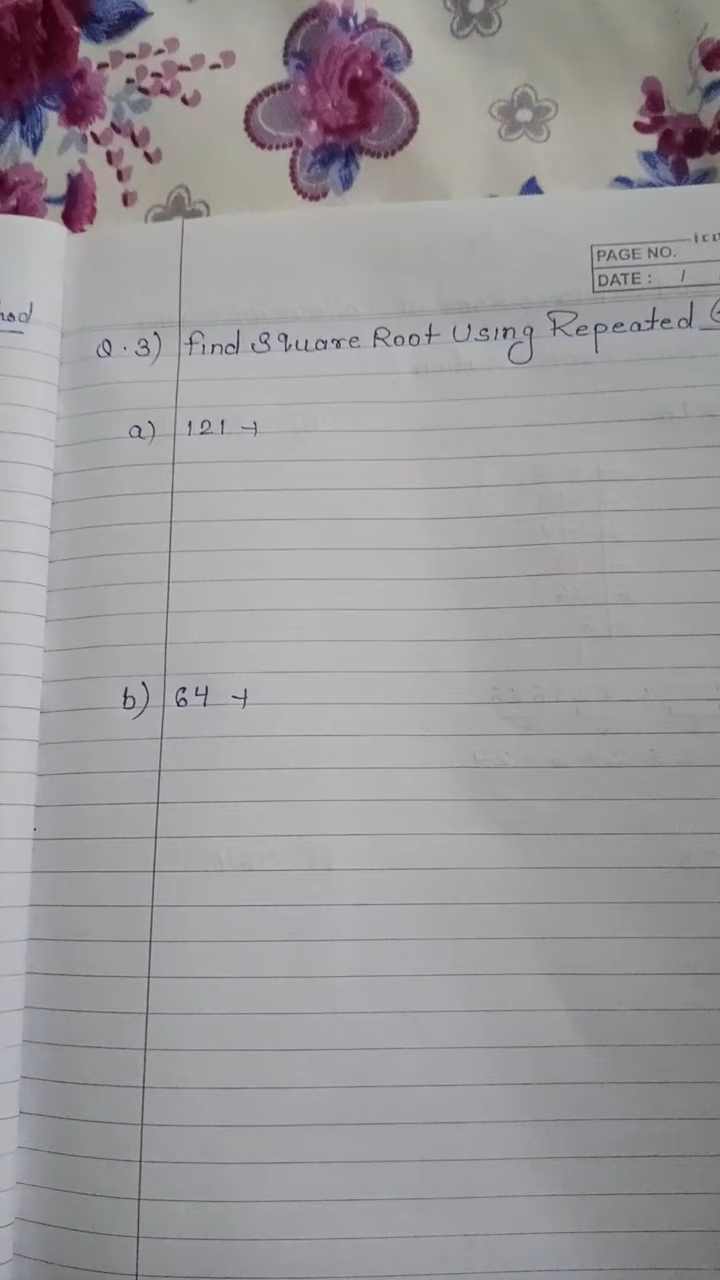 PAGE NO.
DATE : /
Q.3) find Square Root Using Repeated
a) 121 →
b) 64 →